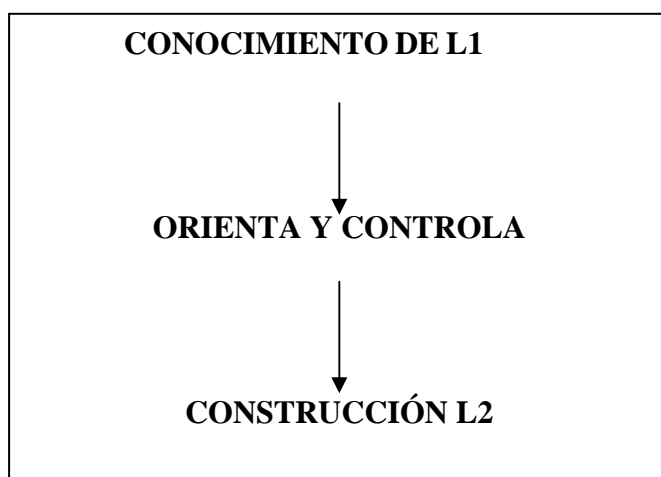 CONOCIMIENTO DE L1
ORIENTA Y CONTROLA
CONSTRUCCIÓN L2